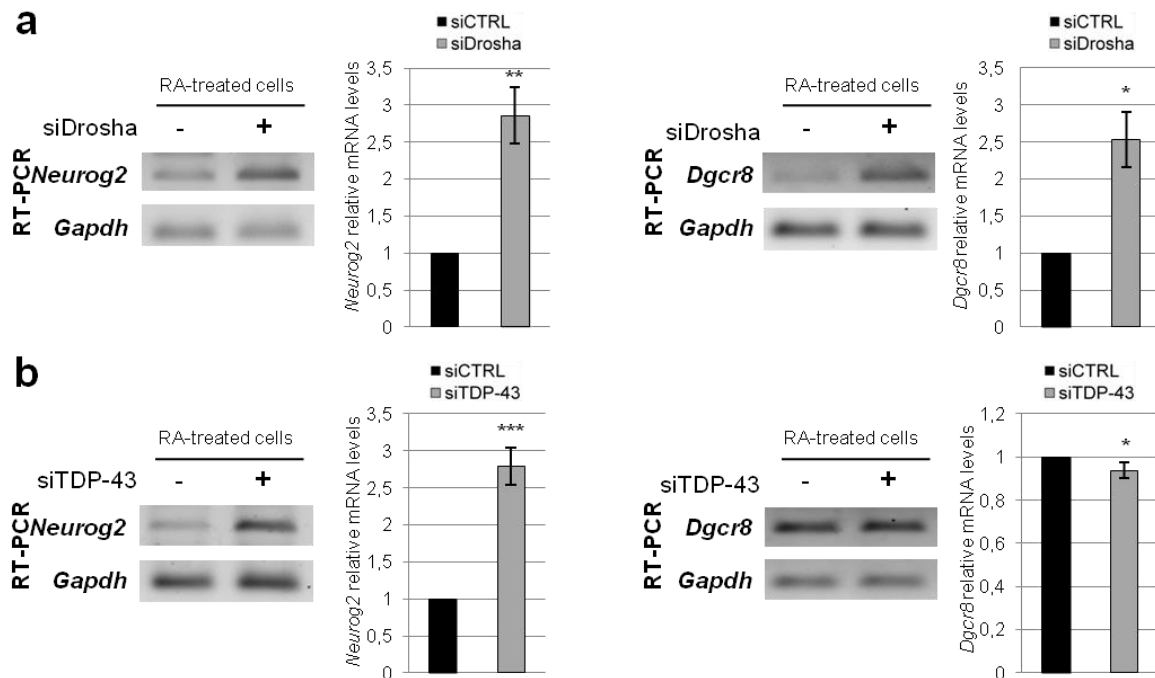 a
RT-PCR
RA-treated cells
siDrosha - +
Neurog2
Gapdh
siCTRL
siDrosha
Neurog2 relative mRNA levels
3,5
3
2,5
2
1,5
1
0,5
0
**
RT-PCR
RA-treated cells
siDrosha - +
Dgcr8
Gapdh
siCTRL
siDrosha
Dgcr8 relative mRNA levels
3,5
3
2,5
2
1,5
1
0,5
0
*
b
RT-PCR
RA-treated cells
siTDP-43 - +
Neurog2
Gapdh
siCTRL
siTDP-43
Neurog2 relative mRNA levels
3,5
3
2,5
2
1,5
1
0,5
0
***
RT-PCR
RA-treated cells
siTDP-43 - +
Dgcr8
Gapdh
siCTRL
siTDP-43
Dgcr8 relative mRNA levels
1,2
1
0,8
0,6
0,4
0,2
0
*